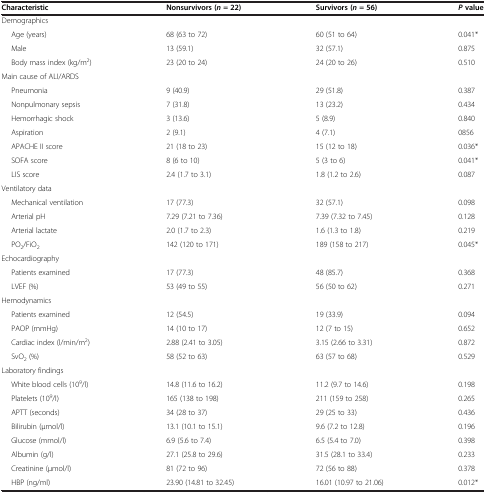 Characteristic Nonsurvivors (n = 22) Survivors (n = 56) P value
Demographics
Age (years) 68 (63 to 72) 60 (51 to 64) 0.041*
Male 13 (59.1) 32 (57.1) 0.875
Body mass index (kg/m²) 23 (20 to 24) 24 (20 to 26) 0.510
Main cause of ALI/ARDS
Pneumonia 9 (40.9) 29 (51.8) 0.387
Nonpulmonary sepsis 7 (31.8) 13 (23.2) 0.434
Hemorrhagic shock 3 (13.6) 5 (8.9) 0.840
Aspiration 2 (9.1) 4 (7.1) 0856
APACHE II score 21 (18 to 23) 15 (12 to 18) 0.036*
SOFA score 8 (6 to 10) 5 (3 to 6) 0.041*
LIS score 2.4 (1.7 to 3.1) 1.8 (1.2 to 2.6) 0.087
Ventilatory data
Mechanical ventilation 17 (77.3) 32 (57.1) 0.098
Arterial pH 7.29 (7.21 to 7.36) 7.39 (7.32 to 7.45) 0.128
Arterial lactate 2.0 (1.7 to 2.3) 1.6 (1.3 to 1.8) 0.219
PO₂/FiO₂ 142 (120 to 171) 189 (158 to 217) 0.045*
Echocardiography
Patients examined 17 (77.3) 48 (85.7) 0.368
LVEF (%) 53 (49 to 55) 56 (50 to 62) 0.271
Hemodynamics
Patients examined 12 (54.5) 19 (33.9) 0.094
PAOP (mmHg) 14 (10 to 17) 12 (7 to 15) 0.652
Cardiac index (l/min/m²) 2.88 (2.41 to 3.05) 3.15 (2.66 to 3.31) 0.872
SvO₂ (%) 58 (52 to 63) 63 (57 to 68) 0.529
Laboratory findings
White blood cells (10⁹/l) 14.8 (11.6 to 16.2) 11.2 (9.7 to 14.6) 0.198
Platelets (10⁹/l) 165 (138 to 198) 211 (159 to 258) 0.265
APTT (seconds) 34 (28 to 37) 29 (25 to 33) 0.436
Bilirubin (μmol/l) 13.1 (10.1 to 15.1) 9.6 (7.2 to 12.8) 0.196
Glucose (mmol/l) 6.9 (5.6 to 7.4) 6.5 (5.4 to 7.0) 0.398
Albumin (g/l) 27.1 (25.8 to 29.6) 31.5 (28.1 to 33.4) 0.233
Creatinine (μmol/l) 81 (72 to 96) 72 (56 to 88) 0.378
HBP (ng/ml) 23.90 (14.81 to 32.45) 16.01 (10.97 to 21.06) 0.012*